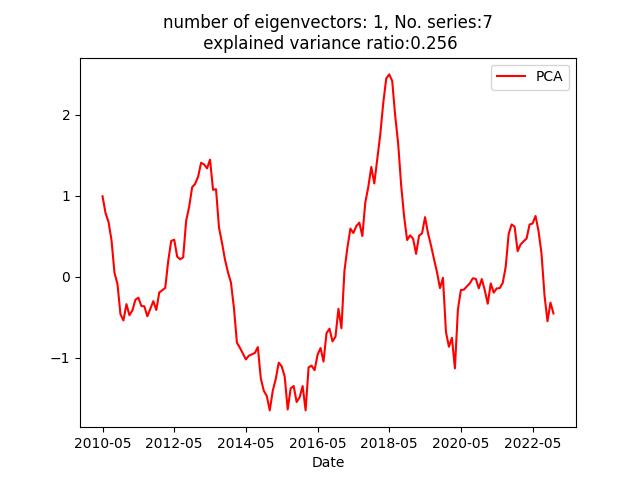 number of eigenvectors: 1, No. series:7
explained variance ratio:0.256
PCA
2
1
0
−1
2010-05 2012-05 2014-05 2016-05 2018-05 2020-05 2022-05
Date